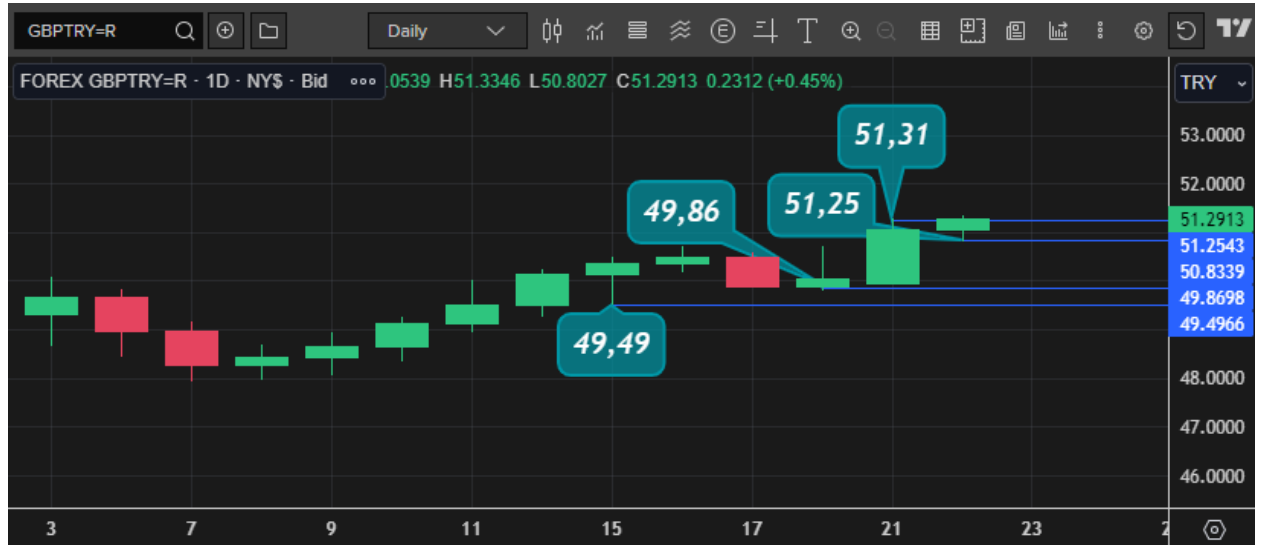 GBPTRY=R
Daily
FOREX GBPTRY=R · 1D · NY$ · Bid ••• .0539 H51.3346 L50.8027 C51.2913 0.2312 (+0.45%)
TRY
51,31
53.0000
52.0000
49,86
51,25
51.2913
51.2543
50.8339
49.8698
49.4966
49,49
48.0000
47.0000
46.0000
3 7 9 11 15 17 21 23